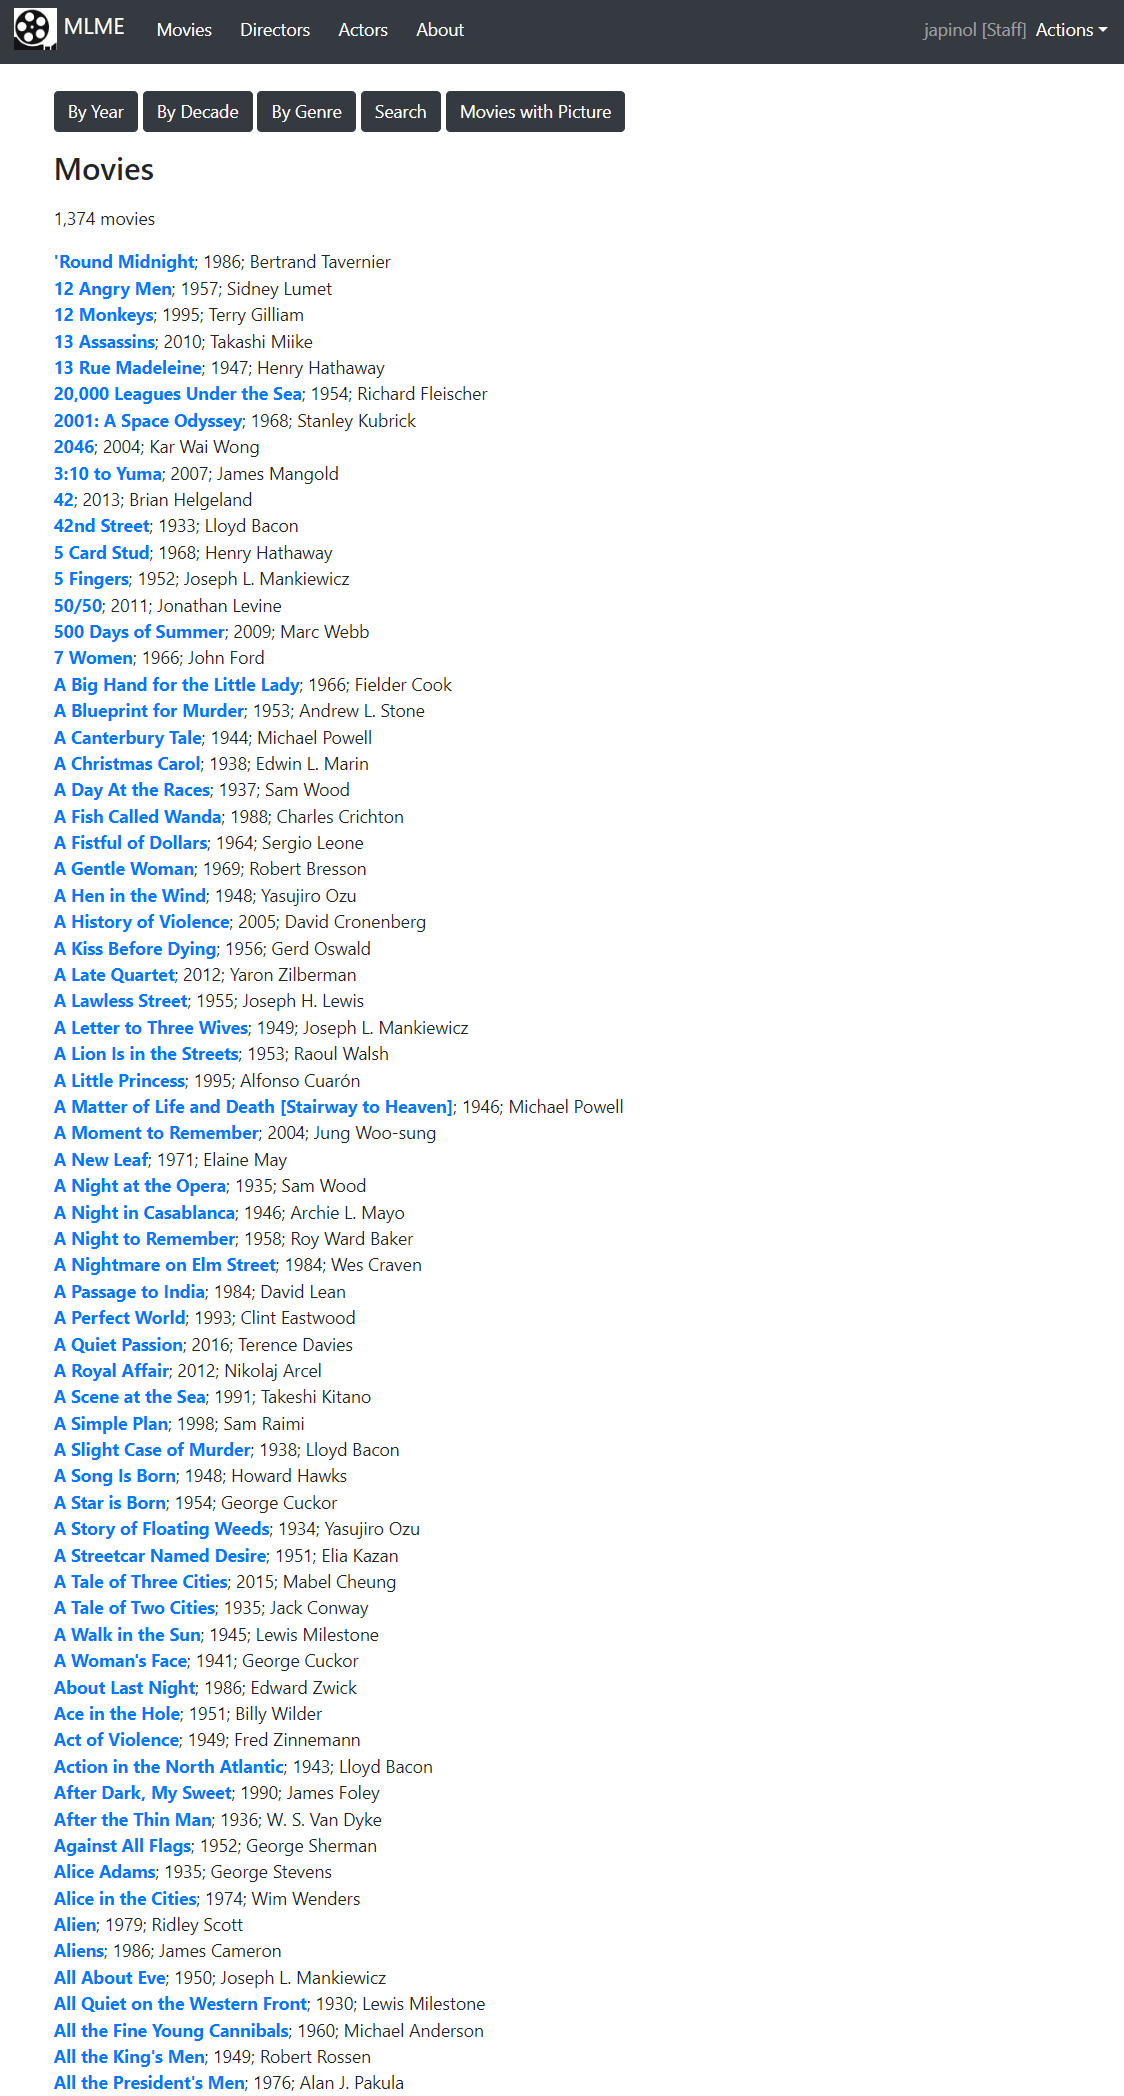 MLME Movies Directors Actors About japinol [Staff] Actions
By Year By Decade By Genre Search Movies with Picture
Movies
1,374 movies
'Round Midnight; 1986; Bertrand Tavernier
12 Angry Men; 1957; Sidney Lumet
12 Monkeys; 1995; Terry Gilliam
13 Assassins; 2010; Takashi Miike
13 Rue Madeleine; 1947; Henry Hathaway
20,000 Leagues Under the Sea; 1954; Richard Fleischer
2001: A Space Odyssey; 1968; Stanley Kubrick
2046; 2004; Kar Wai Wong
3:10 to Yuma; 2007; James Mangold
42; 2013; Brian Helgeland
42nd Street; 1933; Lloyd Bacon
5 Card Stud; 1968; Henry Hathaway
5 Fingers; 1952; Joseph L. Mankiewicz
50/50; 2011; Jonathan Levine
500 Days of Summer; 2009; Marc Webb
7 Women; 1966; John Ford
A Big Hand for the Little Lady; 1966; Fielder Cook
A Blueprint for Murder; 1953; Andrew L. Stone
A Canterbury Tale; 1944; Michael Powell
A Christmas Carol; 1938; Edwin L. Marin
A Day At the Races; 1937; Sam Wood
A Fish Called Wanda; 1988; Charles Crichton
A Fistful of Dollars; 1964; Sergio Leone
A Gentle Woman; 1969; Robert Bresson
A Hen in the Wind; 1948; Yasujiro Ozu
A History of Violence; 2005; David Cronenberg
A Kiss Before Dying; 1956; Gerd Oswald
A Late Quartet; 2012; Yaron Zilberman
A Lawless Street; 1955; Joseph H. Lewis
A Letter to Three Wives; 1949; Joseph L. Mankiewicz
A Lion Is in the Streets; 1953; Raoul Walsh
A Little Princess; 1995; Alfonso Cuarón
A Matter of Life and Death [Stairway to Heaven]; 1946; Michael Powell
A Moment to Remember; 2004; Jung Woo-sung
A New Leaf; 1971; Elaine May
A Night at the Opera; 1935; Sam Wood
A Night in Casablanca; 1946; Archie L. Mayo
A Night to Remember; 1958; Roy Ward Baker
A Nightmare on Elm Street; 1984; Wes Craven
A Passage to India; 1984; David Lean
A Perfect World; 1993; Clint Eastwood
A Quiet Passion; 2016; Terence Davies
A Royal Affair; 2012; Nikolaj Arcel
A Scene at the Sea; 1991; Takeshi Kitano
A Simple Plan; 1998; Sam Raimi
A Slight Case of Murder; 1938; Lloyd Bacon
A Song Is Born; 1948; Howard Hawks
A Star is Born; 1954; George Cuckor
A Story of Floating Weeds; 1934; Yasujiro Ozu
A Streetcar Named Desire; 1951; Elia Kazan
A Tale of Three Cities; 2015; Mabel Cheung
A Tale of Two Cities; 1935; Jack Conway
A Walk in the Sun; 1945; Lewis Milestone
A Woman's Face; 1941; George Cuckor
About Last Night; 1986; Edward Zwick
Ace in the Hole; 1951; Billy Wilder
Act of Violence; 1949; Fred Zinnemann
Action in the North Atlantic; 1943; Lloyd Bacon
After Dark, My Sweet; 1990; James Foley
After the Thin Man; 1936; W. S. Van Dyke
Against All Flags; 1952; George Sherman
Alice Adams; 1935; George Stevens
Alice in the Cities; 1974; Wim Wenders
Alien; 1979; Ridley Scott
Aliens; 1986; James Cameron
All About Eve; 1950; Joseph L. Mankiewicz
All Quiet on the Western Front; 1930; Lewis Milestone
All the Fine Young Cannibals; 1960; Michael Anderson
All the King's Men; 1949; Robert Rossen
All the President's Men; 1976; Alan J. Pakula